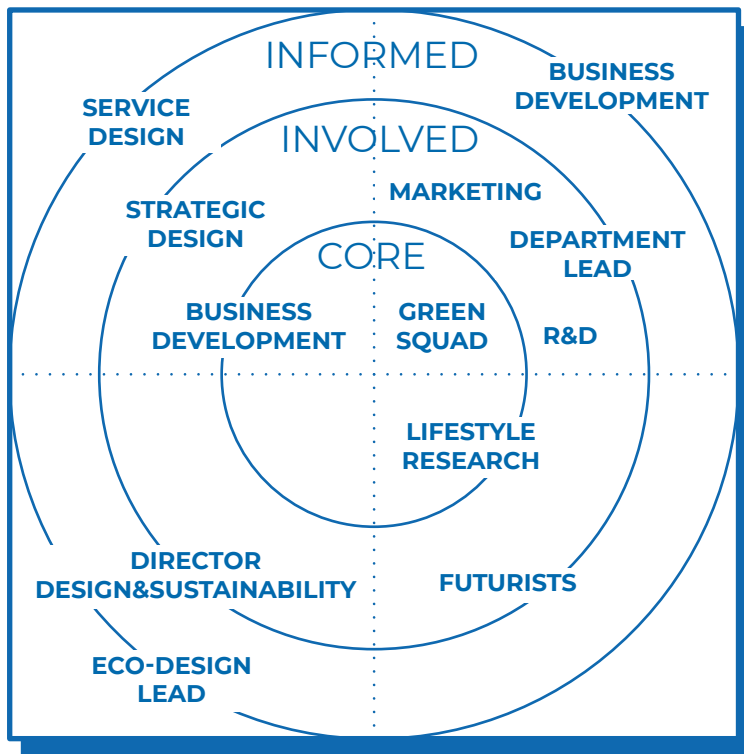 INFORMED
BUSINESS
DEVELOPMENT
SERVICE
DESIGN
INVOLVED
MARKETING
STRATEGIC
DESIGN
DEPARTMENT
LEAD
CORE
BUSINESS
DEVELOPMENT
GREEN
SQUAD
R&D
LIFESTYLE
RESEARCH
DIRECTOR
DESIGN&SUSTAINABILITY
FUTURISTS
ECO-DESIGN
LEAD